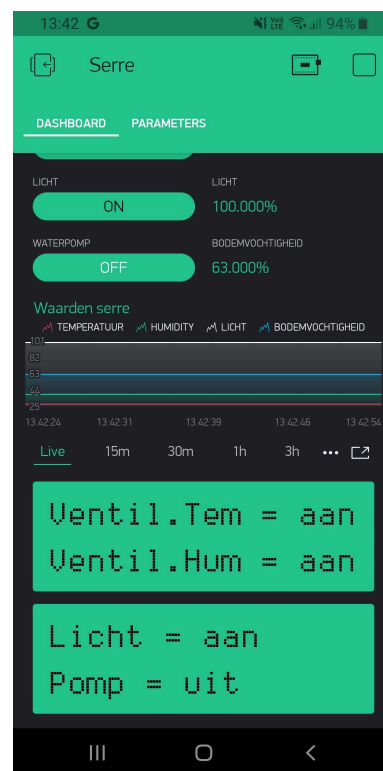 13:42 G 94%
Serre
DASHBOARD PARAMETERS
LICHT LICHT
ON 100.000%
WATERPOMP BODEMVOCHTIGHEID
OFF 63.000%
Waarden serre
TEMPERATUUR HUMIDITY LICHT BODEMVOCHTIGHEID
101
82
63
44
25
13:42:24 13:42:31 13:42:39 13:42:46 13:42:54
Live 15m 30m 1h 3h •••
Ventil.Tem = aan
Ventil.Hum = aan
Licht = aan
Pomp = uit